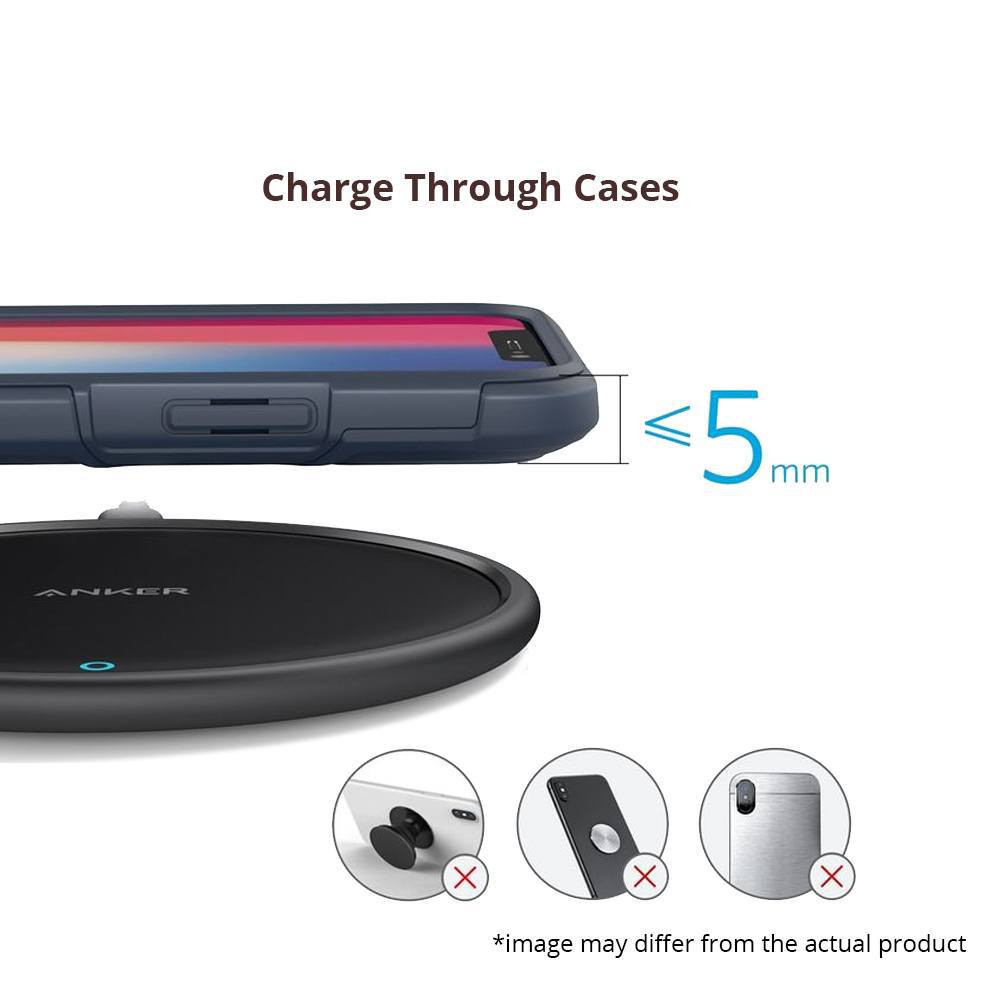 Charge Through Cases
≤5mm
ANKER
*image may differ from the actual product